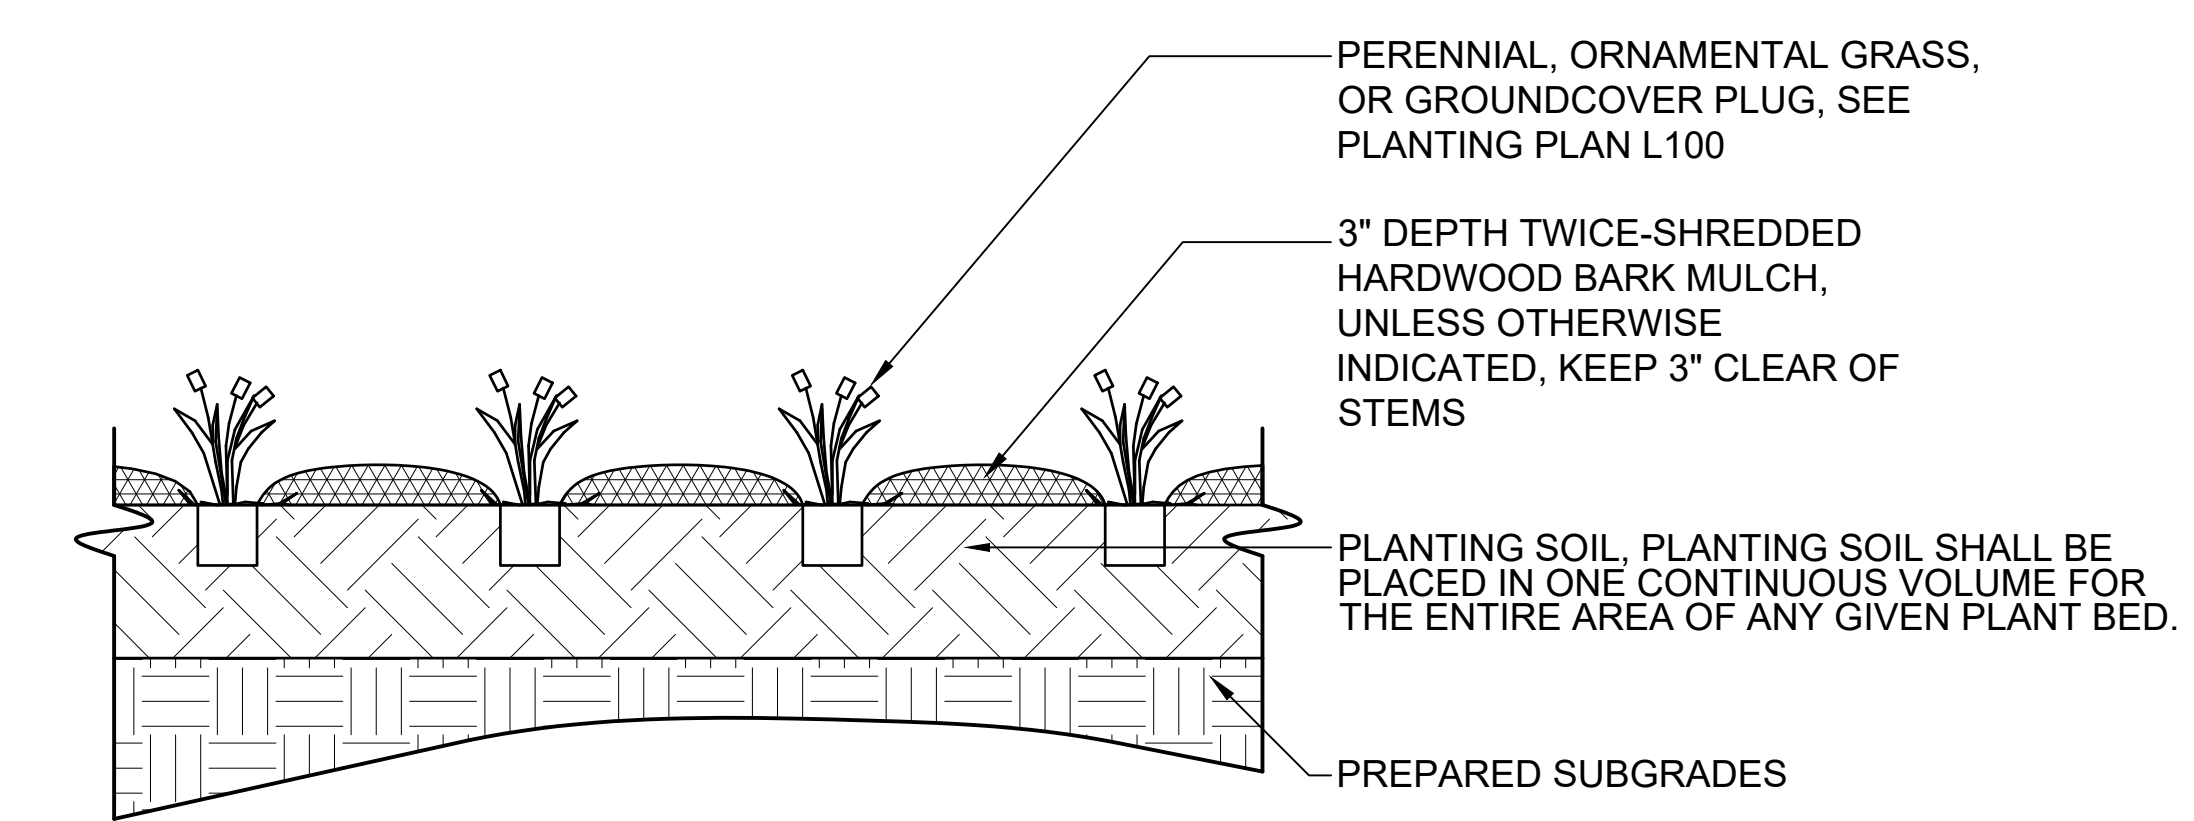 PERENNIAL, ORNAMENTAL GRASS,
OR GROUNDCOVER PLUG, SEE
PLANTING PLAN L100
3" DEPTH TWICE-SHREDDED
HARDWOOD BARK MULCH,
UNLESS OTHERWISE
INDICATED, KEEP 3" CLEAR OF
STEMS
PLANTING SOIL, PLANTING SOIL SHALL BE
PLACED IN ONE CONTINUOUS VOLUME FOR
THE ENTIRE AREA OF ANY GIVEN PLANT BED.
PREPARED SUBGRADES